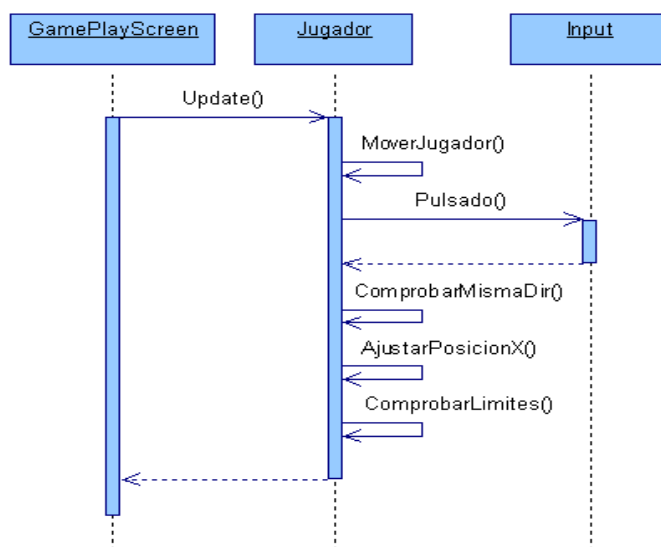 GamePlayScreen
Jugador
Input
Update()
MoverJugador()
Pulsado()
ComprobarMismaDir()
AjustarPosicionX()
ComprobarLimites()